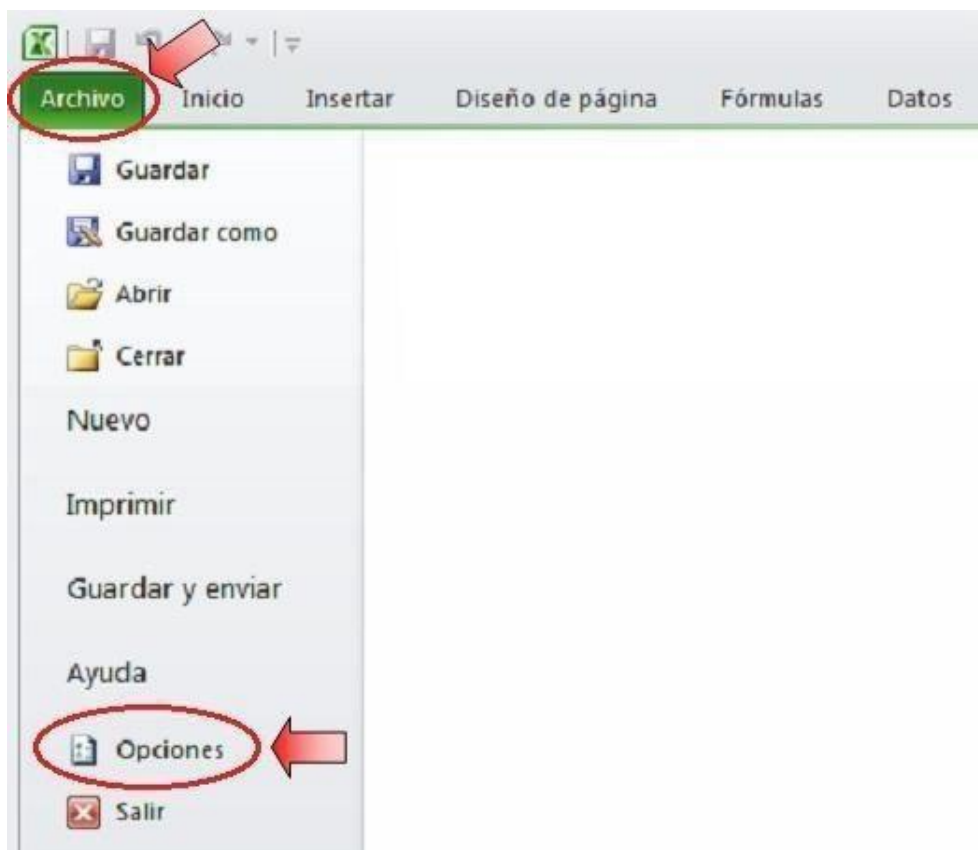 Archivo Inicio Insertar Diseño de página Fórmulas Datos
Guardar
Guardar como
Abrir
Cerrar
Nuevo
Imprimir
Guardar y enviar
Ayuda
Opciones
Salir